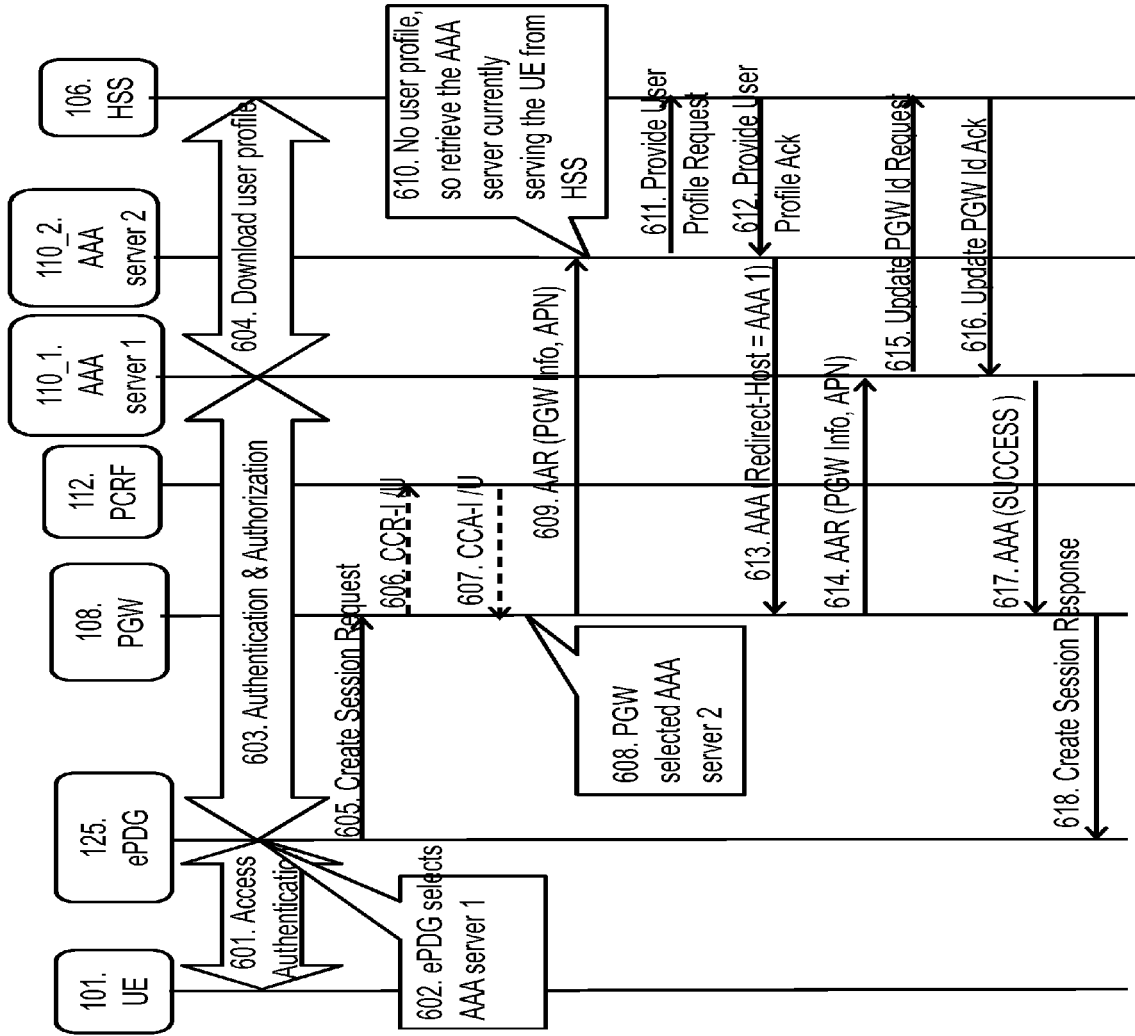 101.
UE
125.
ePDG
108.
PGW
112.
PCRF
110_1.
AAA
server 1
110_2.
AAA
server 2
106.
HSS
601. Access
Authenticatio
602. ePDG selects
AAA server 1
603. Authentication & Authorization
604. Download user profile
605. Create Session Request
606. CCR-I /U
607. CCA-I /U
608. PGW
selected AAA
server 2
609. AAR (PGW Info, APN)
610. No user profile,
so retrieve the AAA
server currently
serving the UE from
HSS
611. Provide User
Profile Request
612. Provide User
Profile Ack
613. AAA (Redirect-Host = AAA 1)
614. AAR (PGW Info, APN)
615. Update PGW Id Request
616. Update PGW Id Ack
617. AAA (SUCCESS )
618. Create Session Response